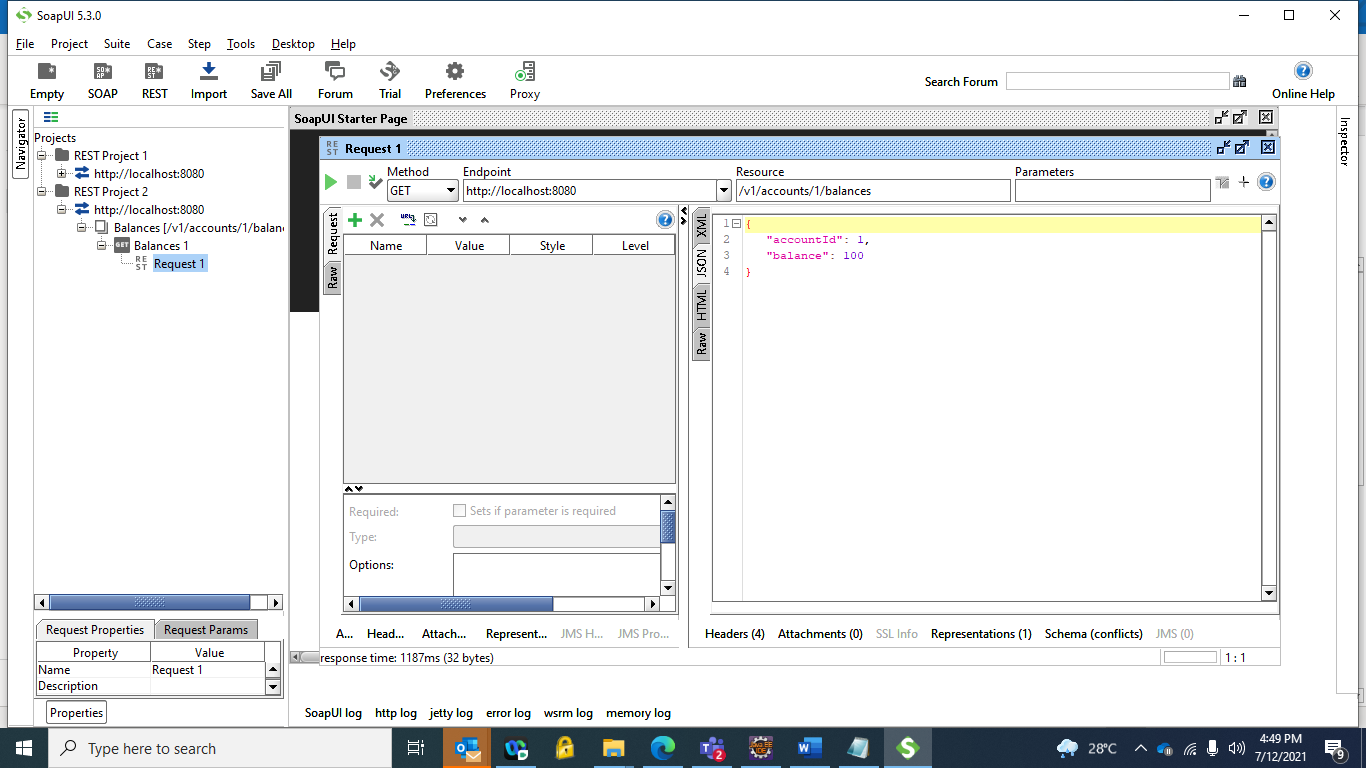 SoapUI 5.3.0
File Project Suite Case Step Tools Desktop Help
Empty SOAP REST Import Save All Forum Trial Preferences Proxy
Search Forum
Online Help
Navigator
Projects
REST Project 1
http://localhost:8080
REST Project 2
http://localhost:8080
Balances [/v1/accounts/1/balan
GET Balances 1
REST Request 1
SoapUI Starter Page
REST Request 1
Method Endpoint Resource Parameters
GET http://localhost:8080 /v1/accounts/1/balances
Request
Raw
Name Value Style Level
Required: Sets if parameter is required
Type:
Options:
A... Head... Attach... Represent... JMS H... JMS Pro...
XML
JSON
HTML
Raw
1 {
2 "accountId": 1,
3 "balance": 100
4 }
Headers (4) Attachments (0) SSL Info Representations (1) Schema (conflicts) JMS (0)
response time: 1187ms (32 bytes)
1 : 1
Inspector
Request Properties Request Params
Property Value
Name Request 1
Description
Properties
SoapUI log http log jetty log error log wsrm log memory log
Type here to search
2
28°C
4:49 PM
7/12/2021
9